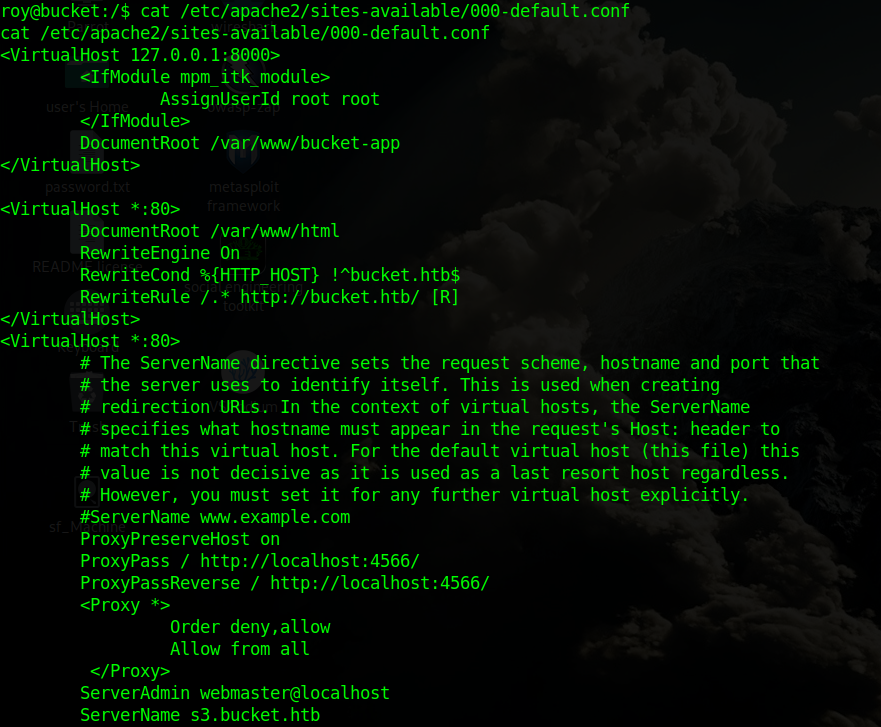 roy@bucket:/$ cat /etc/apache2/sites-available/000-default.conf
cat /etc/apache2/sites-available/000-default.conf
<VirtualHost 127.0.0.1:8000>
        <IfModule mpm_itk_module>
                AssignUserId root root
        </IfModule>
        DocumentRoot /var/www/bucket-app
</VirtualHost>

<VirtualHost *:80>
        DocumentRoot /var/www/html
        RewriteEngine On
        RewriteCond %{HTTP_HOST} !^bucket.htb$
        RewriteRule /.* http://bucket.htb/ [R]
</VirtualHost>
<VirtualHost *:80>
        # The ServerName directive sets the request scheme, hostname and port that
        # the server uses to identify itself. This is used when creating
        # redirection URLs. In the context of virtual hosts, the ServerName
        # specifies what hostname must appear in the request's Host: header to
        # match this virtual host. For the default virtual host (this file) this
        # value is not decisive as it is used as a last resort host regardless.
        # However, you must set it for any further virtual host explicitly.
        #ServerName www.example.com
        ProxyPreserveHost on
        ProxyPass / http://localhost:4566/
        ProxyPassReverse / http://localhost:4566/
        <Proxy *>
                 Order deny,allow
                 Allow from all
         </Proxy>
        ServerAdmin webmaster@localhost
        ServerName s3.bucket.htb
user's Home
password.txt
metasploit
framework